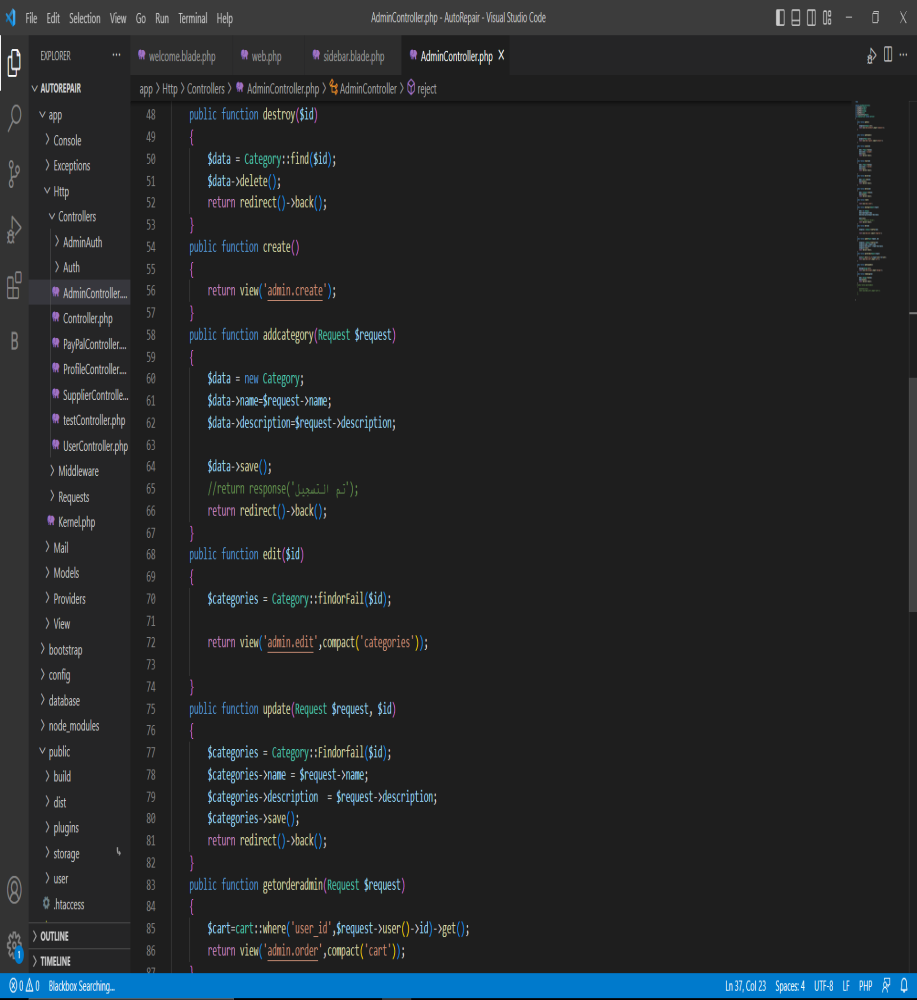 File Edit Selection View Go Run Terminal Help
AdminController.php - AutoRepair - Visual Studio Code
EXPLORER ...
welcome.blade.php
web.php
sidebar.blade.php
AdminController.php X
app > Http > Controllers > AdminController.php > AdminController > reject
AUTOREPAIR
app
Console
Exceptions
Http
Controllers
AdminAuth
Auth
AdminController....
Controller.php
PayPalController....
ProfileController....
SupplierControlle...
testController.php
UserController.php
Middleware
Requests
Kernel.php
Mail
Models
Providers
View
bootstrap
config
database
node_modules
public
build
dist
plugins
storage
user
.htaccess
OUTLINE
TIMELINE
B
1
48 public function destroy($id)
49 {
50 $data = Category::find($id);
51 $data->delete();
52 return redirect()->back();
53 }
54 public function create()
55 {
56 return view('admin.create');
57 }
58 public function addcategory(Request $request)
59 {
60 $data = new Category;
61 $data->name=$request->name;
62 $data->description=$request->description;
63
64 $data->save();
65 //return response('تم التسجيل');
66 return redirect()->back();
67 }
68 public function edit($id)
69 {
70 $categories = Category::findorFail($id);
71
72 return view('admin.edit',compact('categories'));
73
74 }
75 public function update(Request $request, $id)
76 {
77 $categories = Category::Findorfail($id);
78 $categories->name = $request->name;
79 $categories->description  = $request->description;
80 $categories->save();
81 return redirect()->back();
82 }
83 public function getorderadmin(Request $request)
84 {
85 $cart=cart::where('user_id',$request->user()->id)->get();
86 return view('admin.order',compact('cart'));
87 }
0 0 Blackbox Searching...
Ln 37, Col 23 Spaces: 4 UTF-8 LF PHP